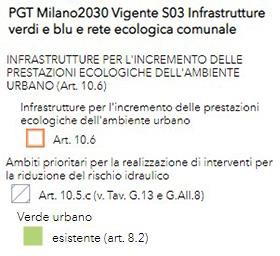 PGT Milano2030 Vigente S03 Infrastrutture
verdi e blu e rete ecologica comunale
INFRASTRUTTURE PER L'INCREMENTO DELLE
PRESTAZIONI ECOLOGICHE DELL'AMBIENTE
URBANO (Art. 10.6)
Infrastrutture per l'incremento delle prestazioni
ecologiche dell'ambiente urbano
Art. 10.6
Ambiti prioritari per la realizzazione di interventi per
la riduzione del rischio idraulico
Art. 10.5.c (v. Tav. G.13 e G.All.8)
Verde urbano
esistente (art. 8.2)